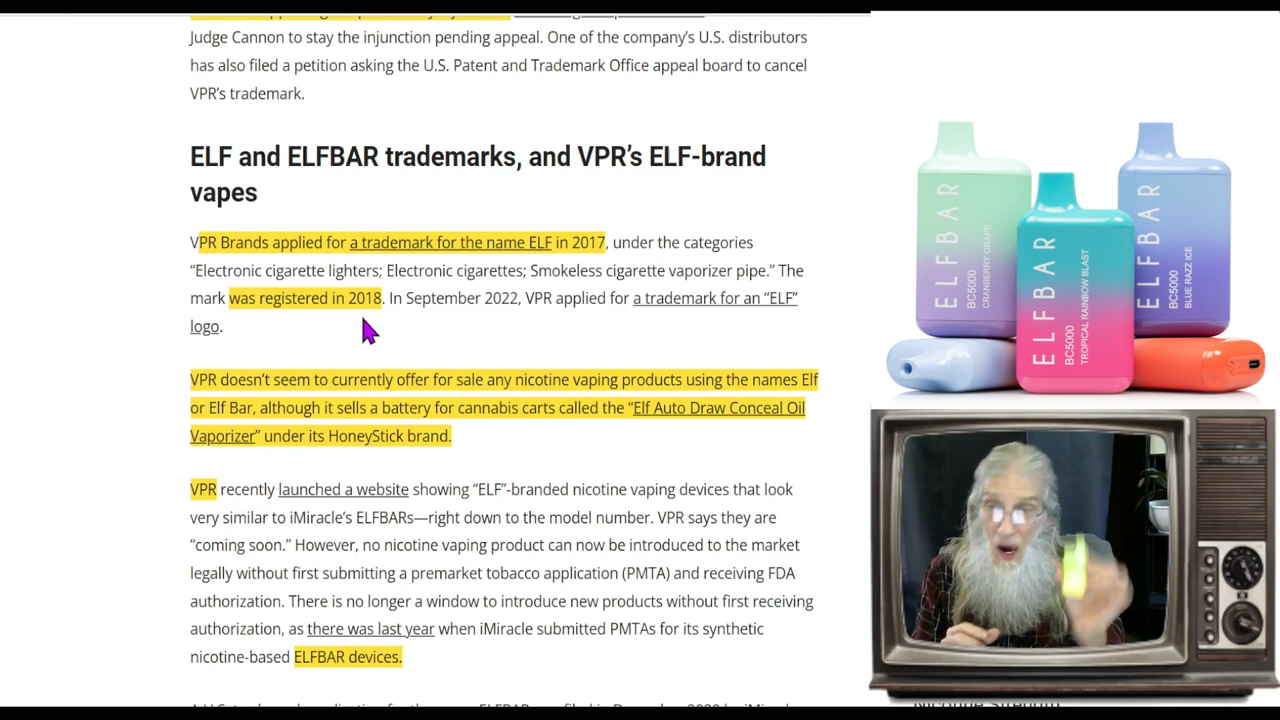 Judge Cannon to stay the injunction pending appeal. One of the company's U.S. distributors
has also filed a petition asking the U.S. Patent and Trademark Office appeal board to cancel
VPR's trademark.
ELF and ELFBAR trademarks, and VPR's ELF-brand
vapes
VPR Brands applied for a trademark for the name ELF in 2017, under the categories
“Electronic cigarette lighters; Electronic cigarettes; Smokeless cigarette vaporizer pipe.” The
mark was registered in 2018. In September 2022, VPR applied for a trademark for an “ELF”
logo.
VPR doesn't seem to currently offer for sale any nicotine vaping products using the names Elf
or Elf Bar, although it sells a battery for cannabis carts called the “Elf Auto Draw Conceal Oil
Vaporizer” under its HoneyStick brand.
VPR recently launched a website showing “ELF”-branded nicotine vaping devices that look
very similar to iMiracle's ELFBARs—right down to the model number. VPR says they are
“coming soon.” However, no nicotine vaping product can now be introduced to the market
legally without first submitting a premarket tobacco application (PMTA) and receiving FDA
authorization. There is no longer a window to introduce new products without first receiving
authorization, as there was last year when iMiracle submitted PMTAs for its synthetic
nicotine-based ELFBAR devices.
ELFBAR
BC5000
CRANBERRY GRAPE
ELFBAR
BC5000
TROPICAL RAINBOW BLAST
ELFBAR
BC5000
BLUE RAZZ ICE